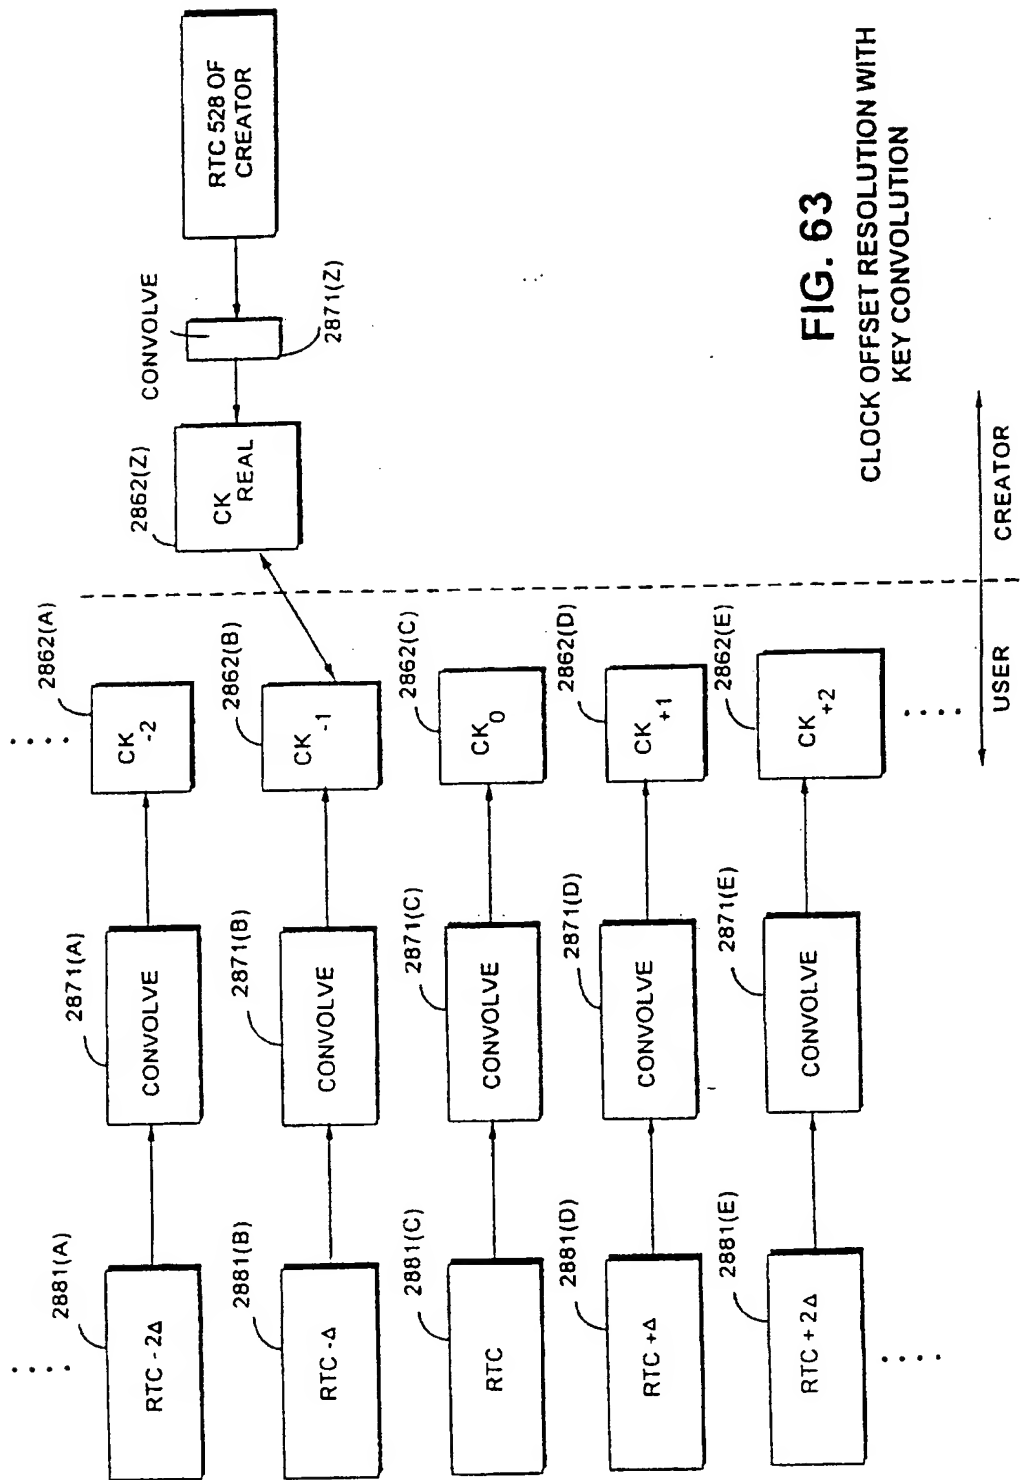 RTC 528 OF
CREATOR
CONVOLVE
2871(Z)
2862(Z)
CK REAL
2862(A)
CK -2
2871(A)
CONVOLVE
2881(A)
RTC - 2Δ
2862(B)
CK -1
2871(B)
CONVOLVE
2881(B)
RTC -Δ
2862(C)
CK 0
2871(C)
CONVOLVE
2881(C)
RTC
2862(D)
CK +1
2871(D)
CONVOLVE
2881(D)
RTC +Δ
2862(E)
CK +2
2871(E)
CONVOLVE
2881(E)
RTC + 2Δ
USER
CREATOR
FIG. 63
CLOCK OFFSET RESOLUTION WITH
KEY CONVOLUTION